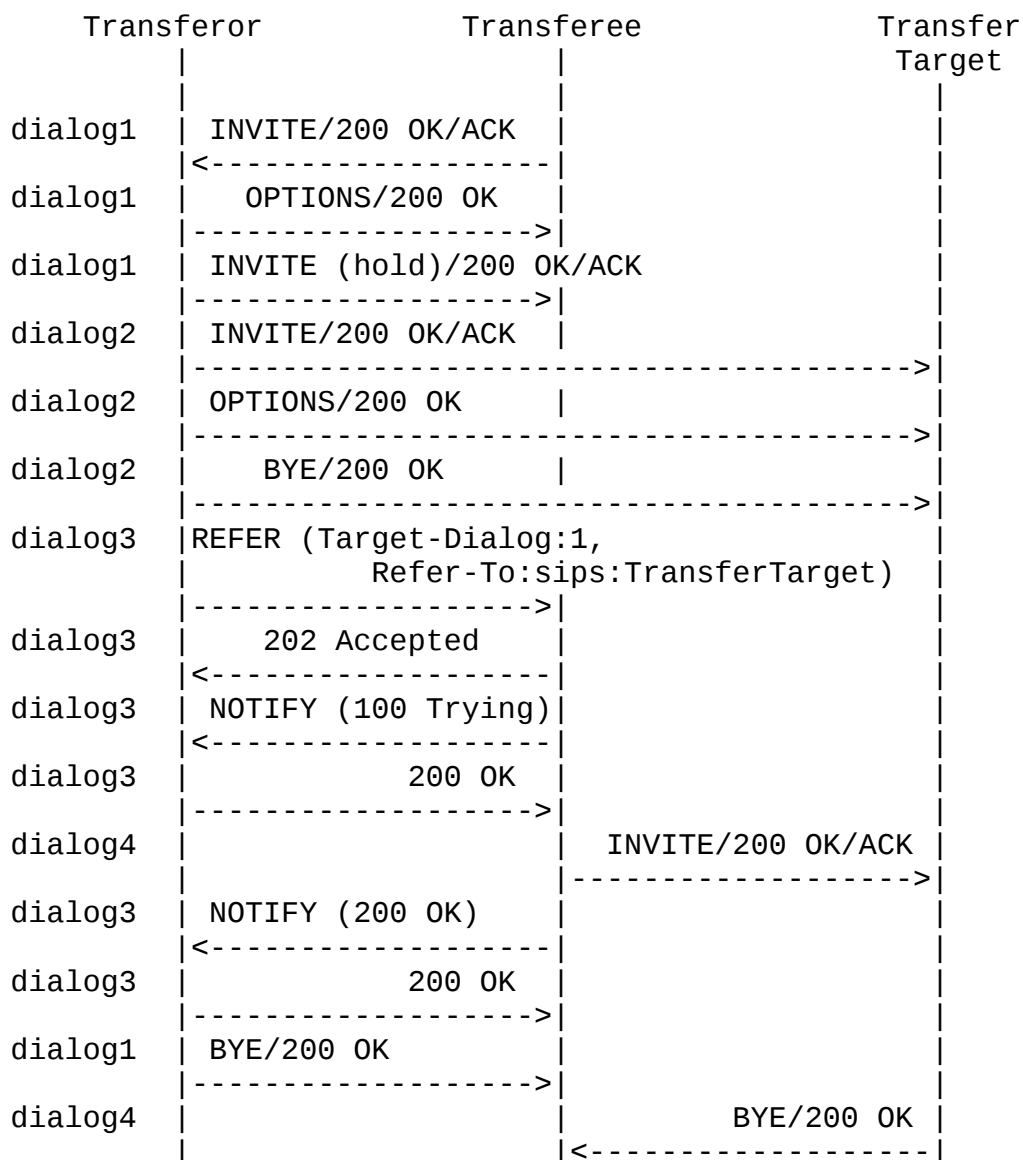 Transferor Transferee Transfer
Target
dialog1 INVITE/200 OK/ACK
dialog1 OPTIONS/200 OK
dialog1 INVITE (hold)/200 OK/ACK
dialog2 INVITE/200 OK/ACK
dialog2 OPTIONS/200 OK
dialog2 BYE/200 OK
dialog3 REFER (Target-Dialog:1,
Refer-To:sips:TransferTarget)
dialog3 202 Accepted
dialog3 NOTIFY (100 Trying)
dialog3 200 OK
dialog4 INVITE/200 OK/ACK
dialog3 NOTIFY (200 OK)
dialog3 200 OK
dialog1 BYE/200 OK
dialog4 BYE/200 OK